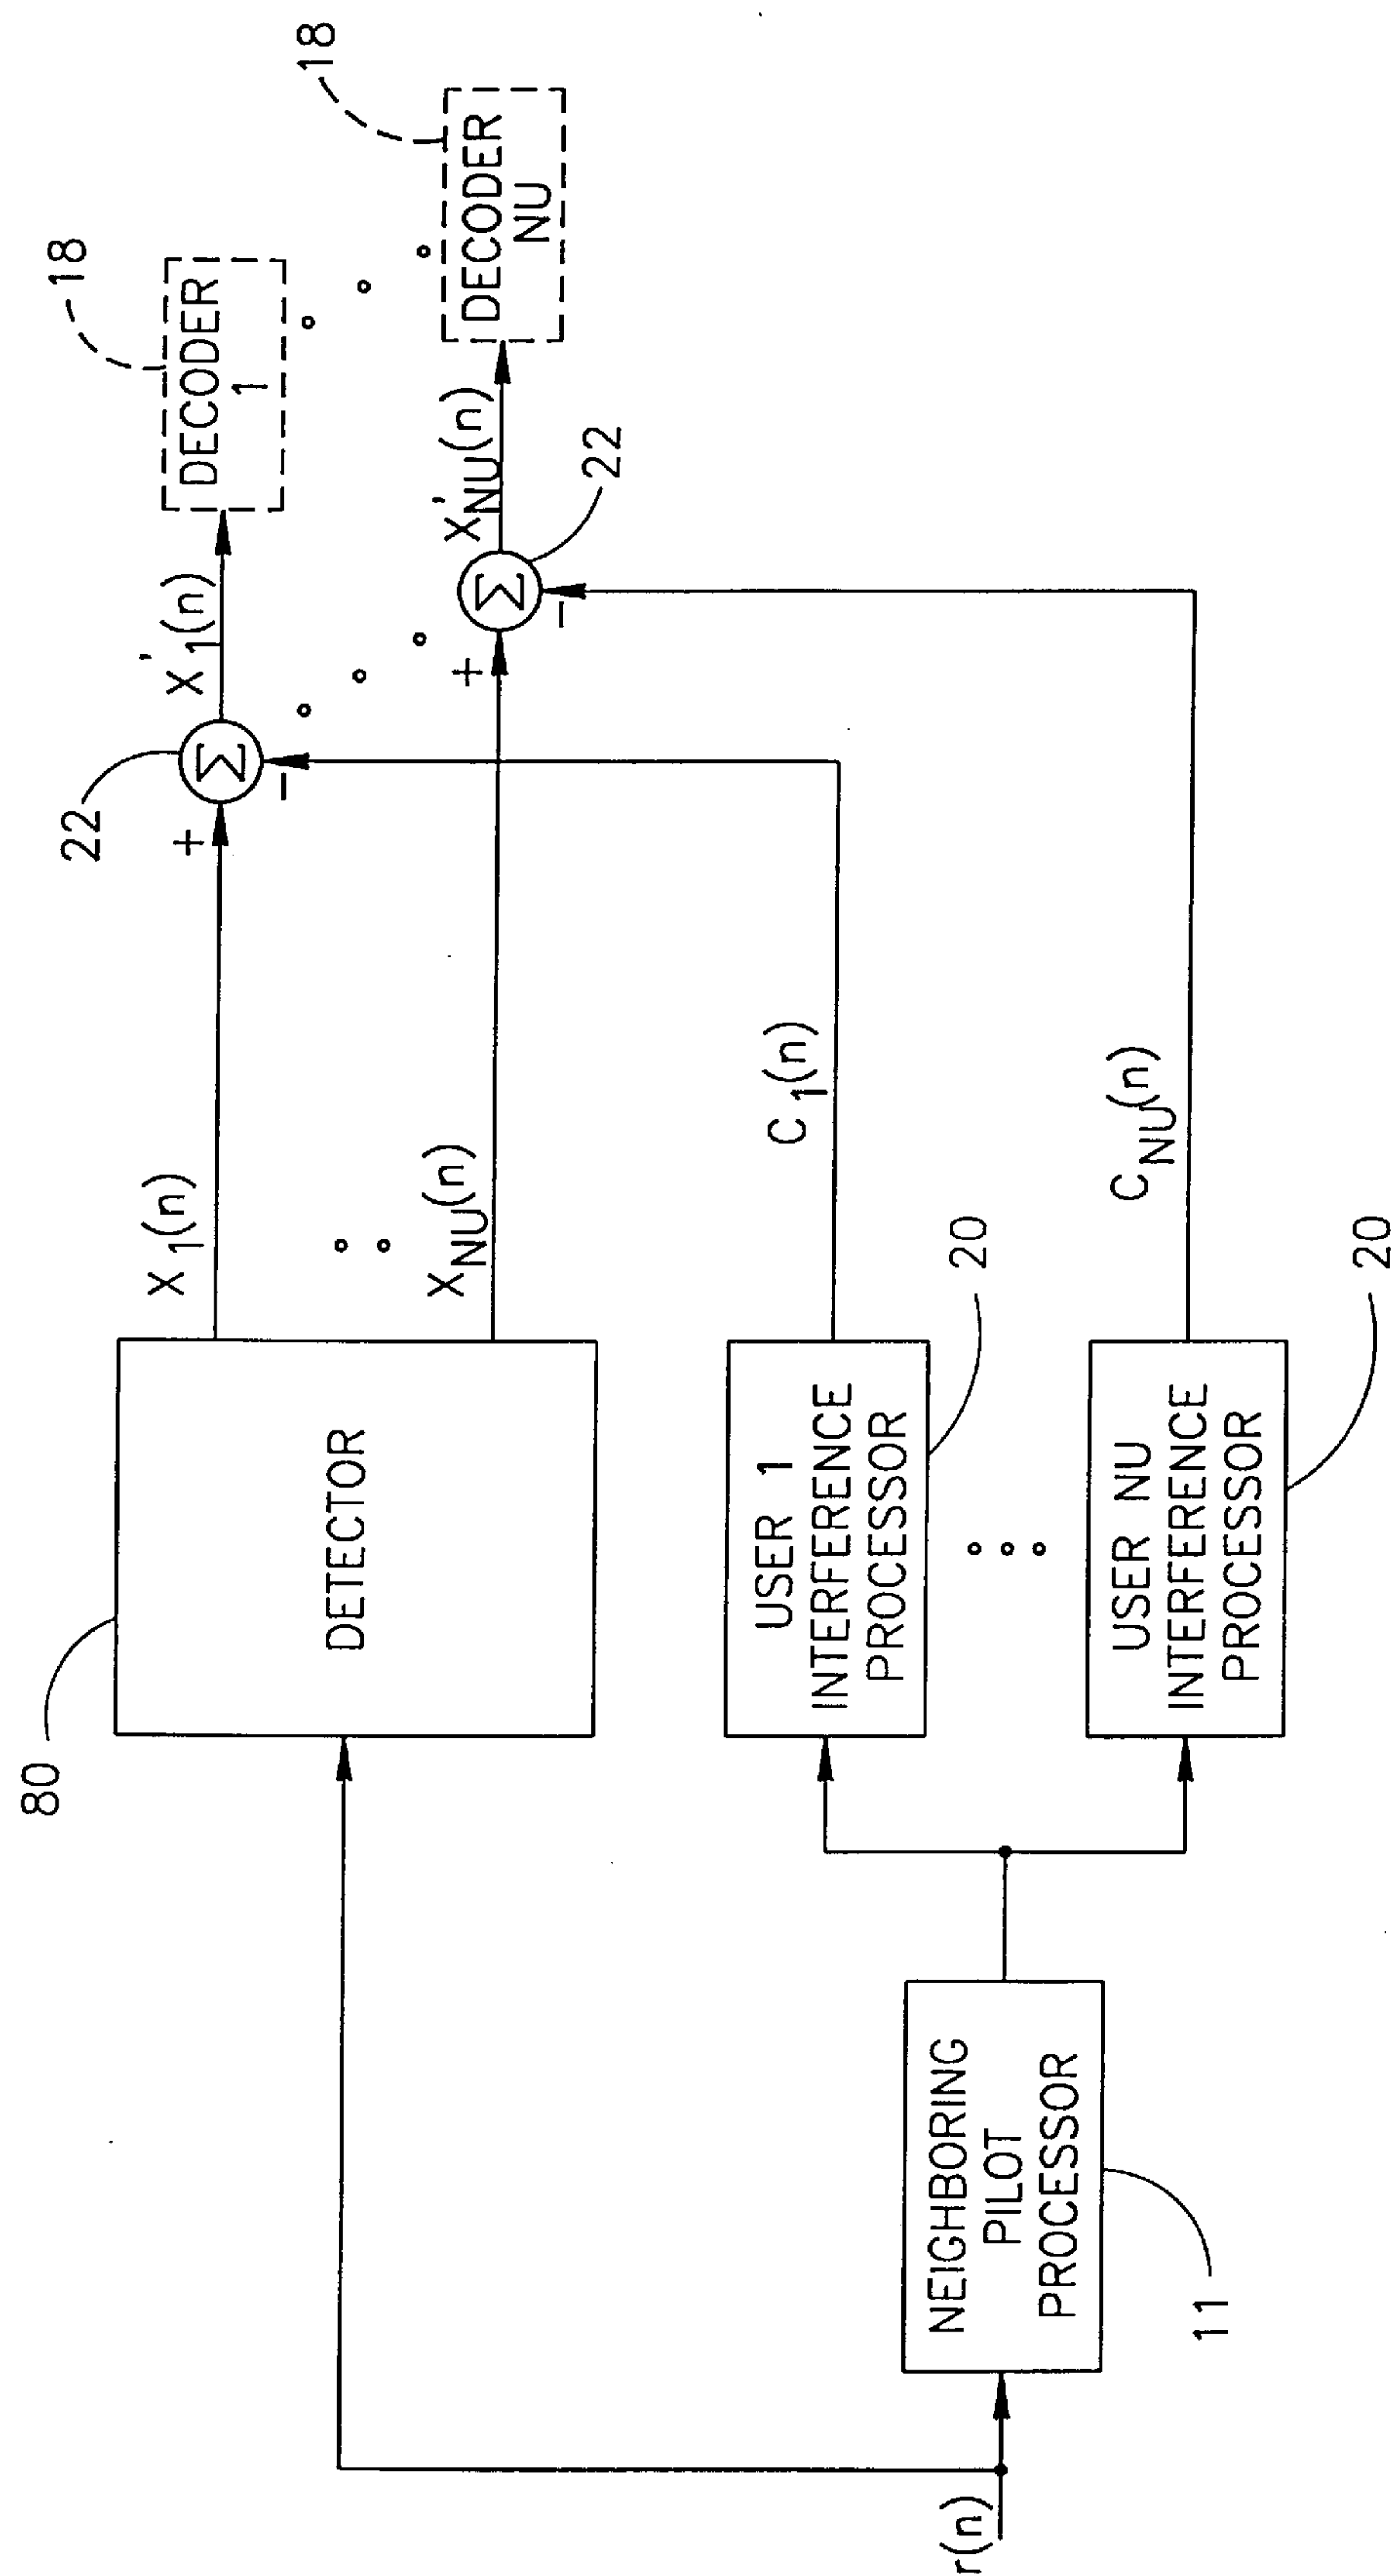 18
18
DECODER
1
DECODER
NU
X'1(n)
X'NU(n)
22
Σ
+
-
22
Σ
+
-
X1(n)
XNU(n)
C1(n)
CNU(n)
80
DETECTOR
USER 1
INTERFERENCE
PROCESSOR
20
USER NU
INTERFERENCE
PROCESSOR
20
NEIGHBORING
PILOT
PROCESSOR
11
r(n)